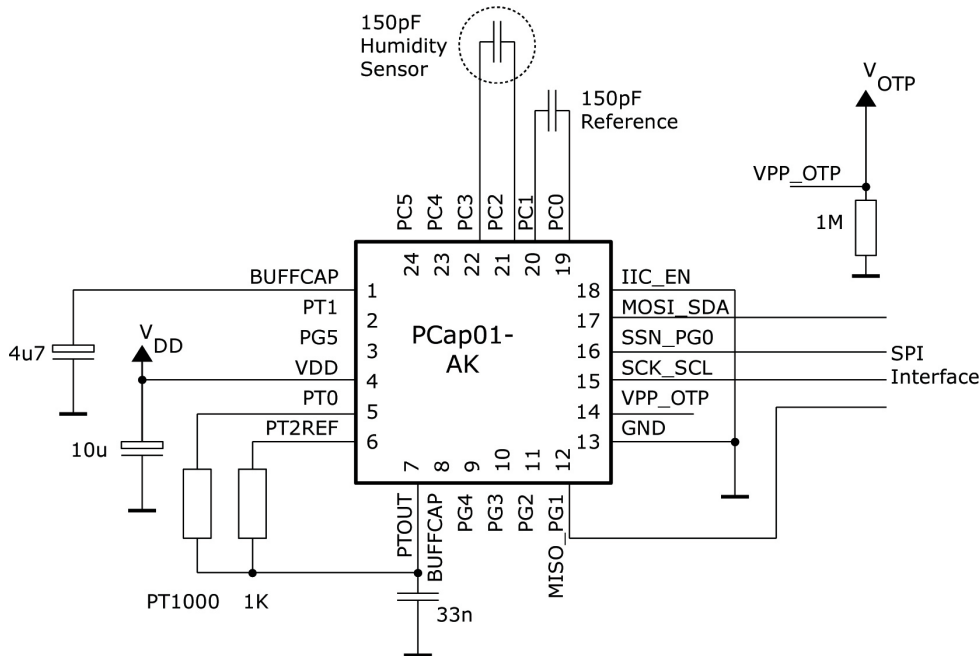 150pF
Humidity
Sensor
150pF
Reference
V OTP
VPP_OTP
1M
PC5
PC4
PC3
PC2
PC1
PC0
24
23
22
21
20
19
BUFFCAP
1
18
IIC_EN
PT1
2
17
MOSI_SDA
PG5
3
16
SSN_PG0
VDD
4
15
SCK_SCL
PT0
5
14
VPP_OTP
PT2REF
6
13
GND
PCap01-
AK
SPI
Interface
4u7
V DD
10u
7
8
9
10
11
12
PTOUT
BUFFCAP
PG4
PG3
PG2
MISO_PG1
PT1000
1K
33n